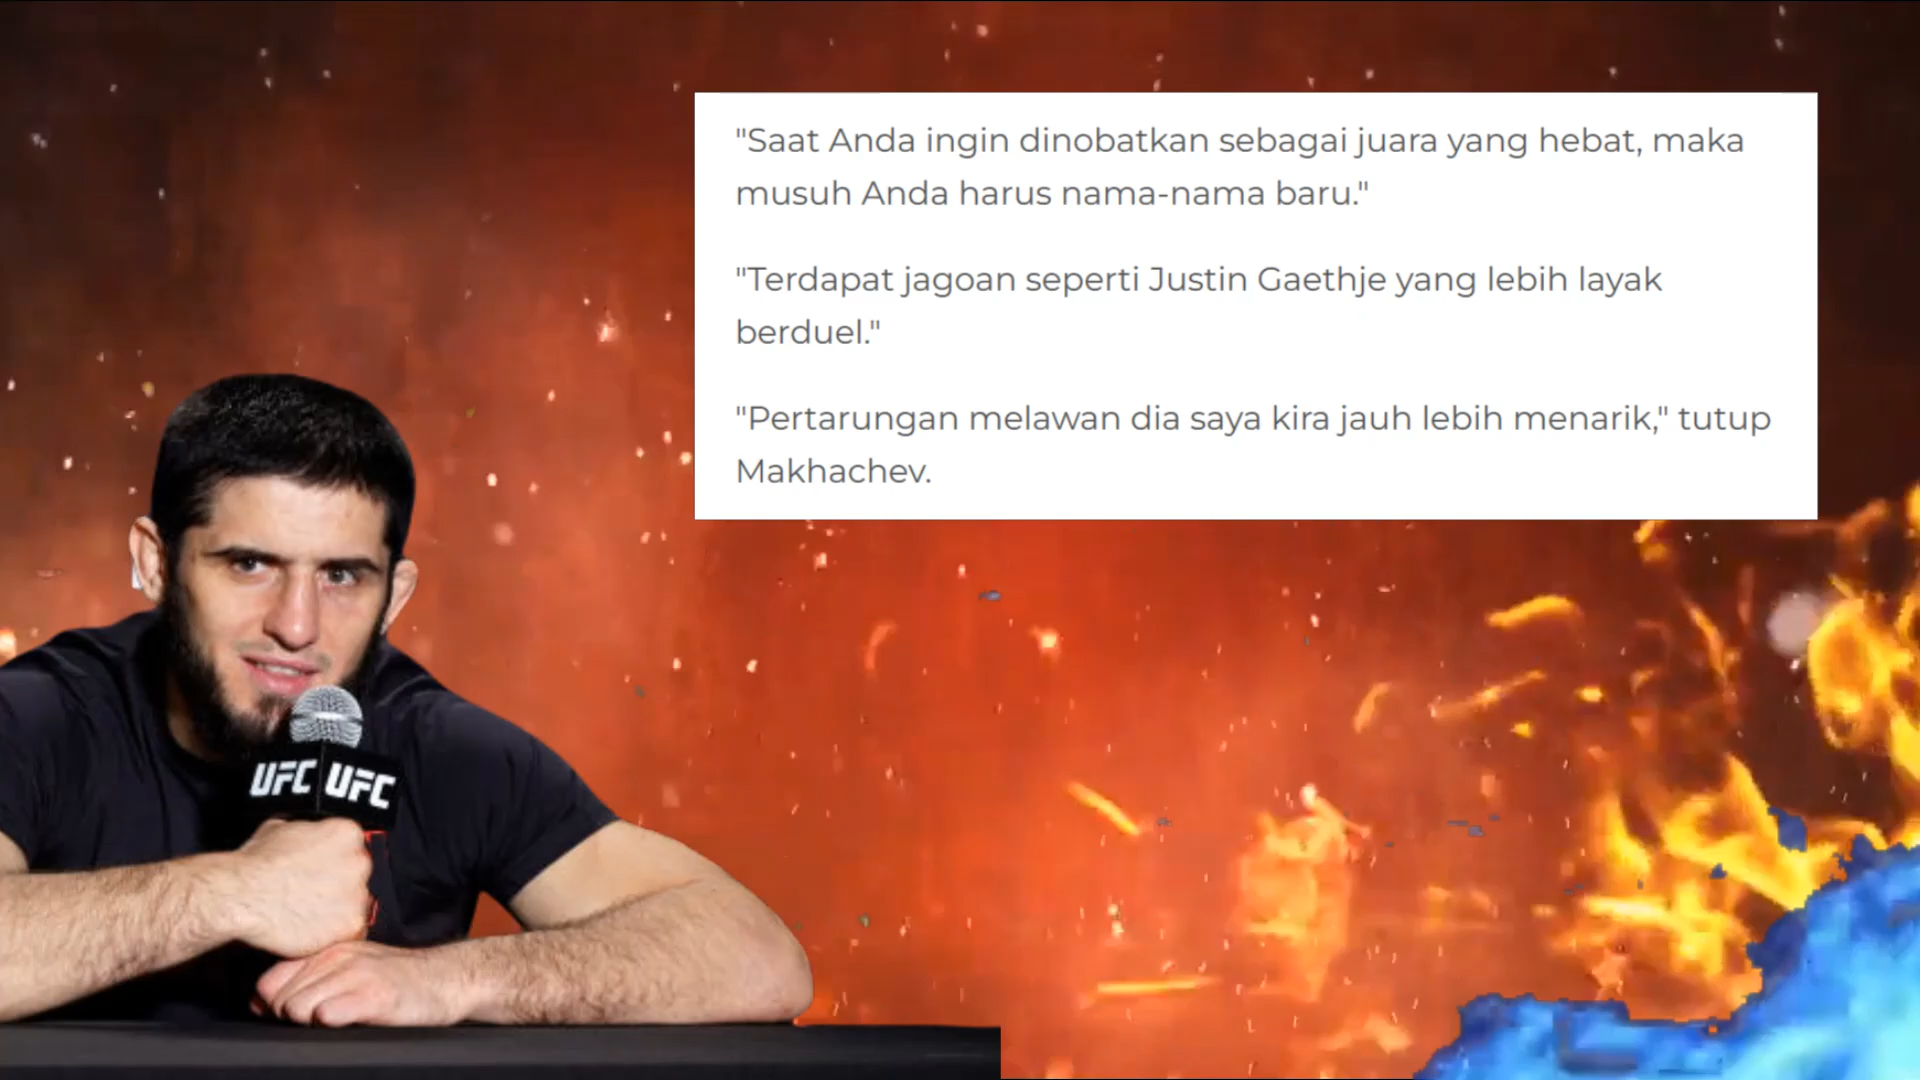 "Saat Anda ingin dinobatkan sebagai juara yang hebat, maka
musuh Anda harus nama-nama baru."
"Terdapat jagoan seperti Justin Gaethje yang lebih layak
berduel."
"Pertarungan melawan dia saya kira jauh lebih menarik," tutup
Makhachev.
UFC UFC